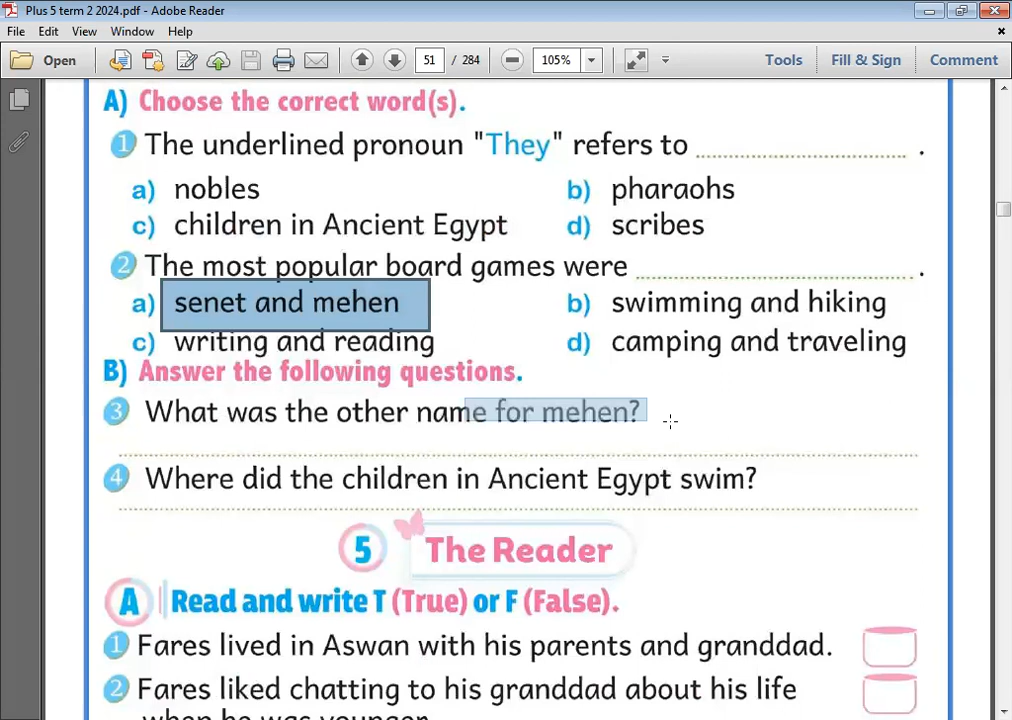 Plus 5 term 2 2024.pdf - Adobe Reader
File Edit View Window Help
Open 51 / 284 105% Tools Fill & Sign Comment
A) Choose the correct word(s).
1 The underlined pronoun "They" refers to .
a) nobles b) pharaohs
c) children in Ancient Egypt d) scribes
2 The most popular board games were .
a) senet and mehen b) swimming and hiking
c) writing and reading d) camping and traveling
B) Answer the following questions.
3 What was the other name for mehen?
4 Where did the children in Ancient Egypt swim?
5 The Reader
A Read and write T (True) or F (False).
1 Fares lived in Aswan with his parents and granddad.
2 Fares liked chatting to his granddad about his life
when he was younger.